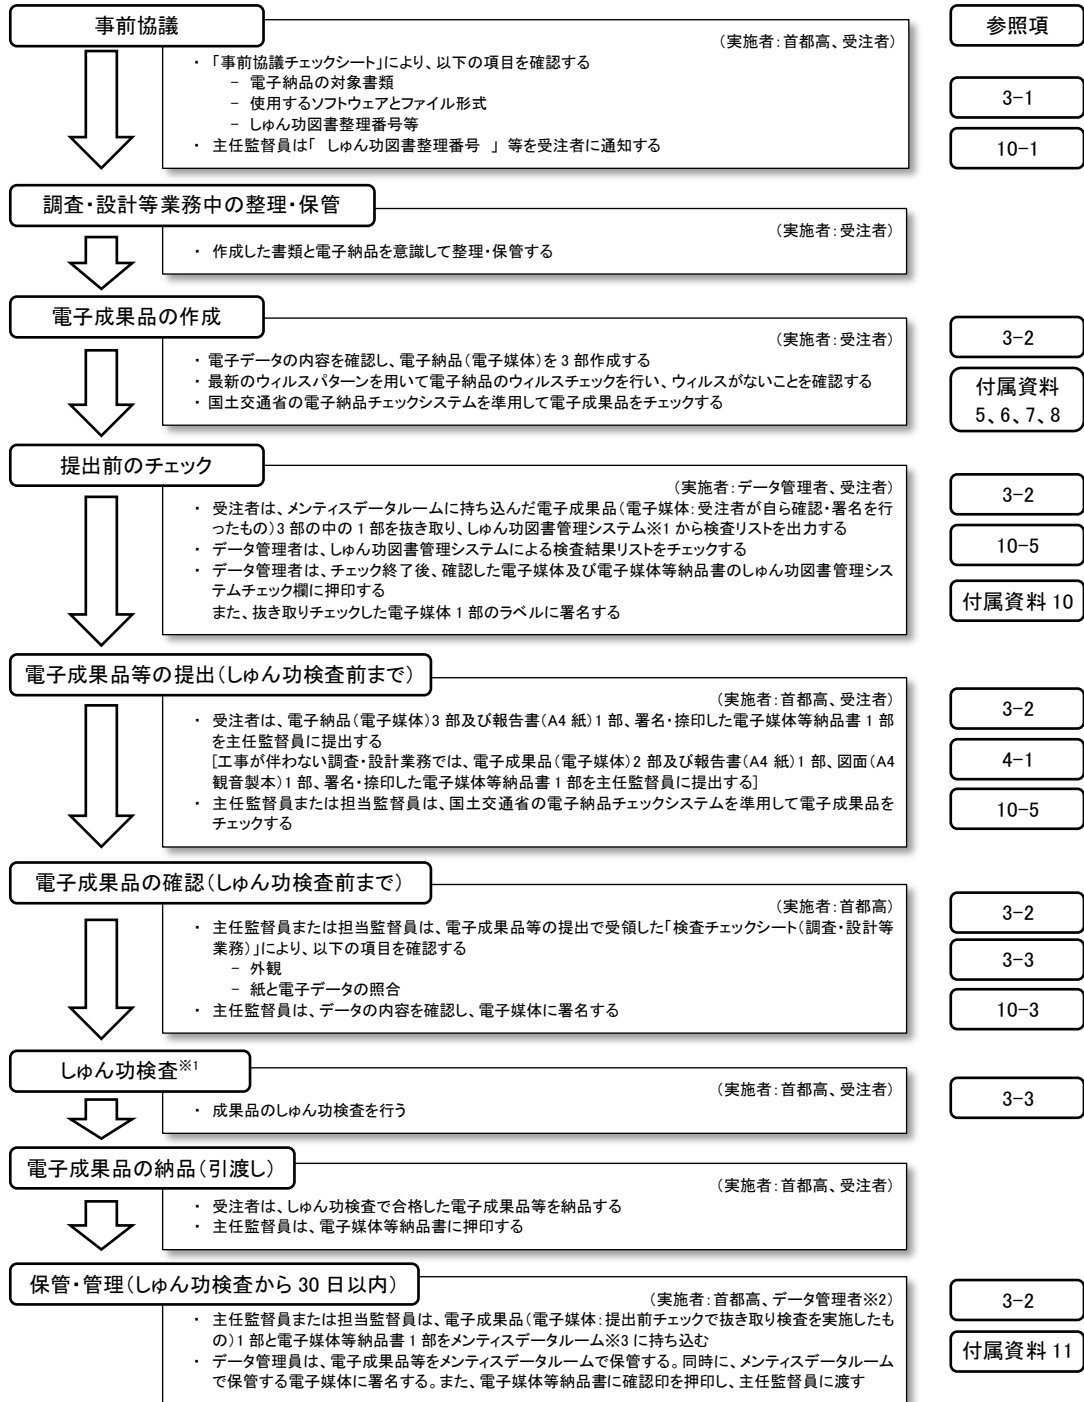 事前協議
参照項
(実施者:首都高、受注者)
・ 「事前協議チェックシート」により、以下の項目を確認する
− 電子納品の対象書類
− 使用するソフトウェアとファイル形式
− しゅん功図書整理番号等
・ 主任監督員は「 しゅん功図書整理番号 」 等を受注者に通知する
3-1
10-1
調査・設計等業務中の整理・保管
(実施者:受注者)
・ 作成した書類と電子納品を意識して整理・保管する
電子成果品の作成
(実施者:受注者)
・ 電子データの内容を確認し、電子納品(電子媒体)を 3 部作成する
・ 最新のウィルスパターンを用いて電子納品のウィルスチェックを行い、ウィルスがないことを確認する
・ 国土交通省の電子納品チェックシステムを準用して電子成果品をチェックする
3-2
付属資料
5、6、7、8
提出前のチェック
(実施者:データ管理者、受注者)
・ 受注者は、メンティスデータルームに持ち込んだ電子成果品(電子媒体:受注者が自ら確認・署名を行
ったもの)3 部の中の 1 部を抜き取り、しゅん功図書管理システム※1 から検査リストを出力する
・ データ管理者は、しゅん功図書管理システムによる検査結果リストをチェックする
・ データ管理者は、チェック終了後、確認した電子媒体及び電子媒体等納品書のしゅん功図書管理シス
テムチェック欄に押印する
また、抜き取りチェックした電子媒体 1 部のラベルに署名する
3-2
10-5
付属資料 10
電子成果品等の提出(しゅん功検査前まで)
(実施者:首都高、受注者)
・ 受注者は、電子納品(電子媒体)3 部及び報告書(A4 紙)1 部、署名・捺印した電子媒体等納品書 1 部
を主任監督員に提出する
[工事が伴わない調査・設計業務では、電子成果品(電子媒体)2 部及び報告書(A4 紙)1 部、図面(A4
観音製本)1 部、署名・捺印した電子媒体等納品書 1 部を主任監督員に提出する]
・ 主任監督員または担当監督員は、国土交通省の電子納品チェックシステムを準用して電子成果品を
チェックする
3-2
4-1
10-5
電子成果品の確認(しゅん功検査前まで)
(実施者:首都高)
・ 主任監督員または担当監督員は、電子成果品等の提出で受領した「検査チェックシート(調査・設計等
業務)」により、以下の項目を確認する
− 外観
− 紙と電子データの照合
・ 主任監督員は、データの内容を確認し、電子媒体に署名する
3-2
3-3
10-3
しゅん功検査※1
(実施者:首都高、受注者)
・ 成果品のしゅん功検査を行う
3-3
電子成果品の納品(引渡し)
(実施者:首都高、受注者)
・ 受注者は、しゅん功検査で合格した電子成果品等を納品する
・ 主任監督員は、電子媒体等納品書に押印する
保管・管理(しゅん功検査から 30 日以内)
(実施者:首都高、データ管理者※2)
・ 主任監督員または担当監督員は、電子成果品(電子媒体:提出前チェックで抜き取り検査を実施したも
の)1 部と電子媒体等納品書 1 部をメンティスデータルーム※3 に持ち込む
・ データ管理員は、電子成果品等をメンティスデータルームで保管する。同時に、メンティスデータルーム
で保管する電子媒体に署名する。また、電子媒体等納品書に確認印を押印し、主任監督員に渡す
3-2
付属資料 11